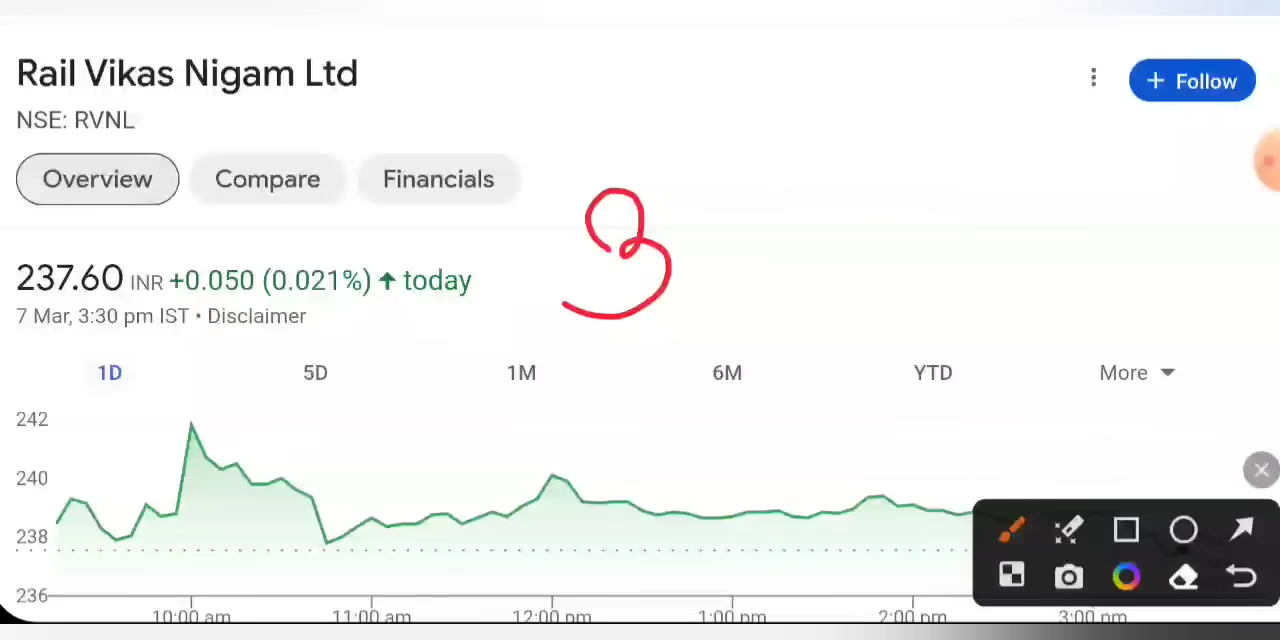 Rail Vikas Nigam Ltd
+ Follow
NSE: RVNL
Overview Compare Financials
3
237.60 INR +0.050 (0.021%) ↑ today
7 Mar, 3:30 pm IST • Disclaimer
1D 5D 1M 6M YTD More
242
240
238
236
10:00 am 11:00 am 12:00 pm 1:00 pm 2:00 pm 3:00 pm